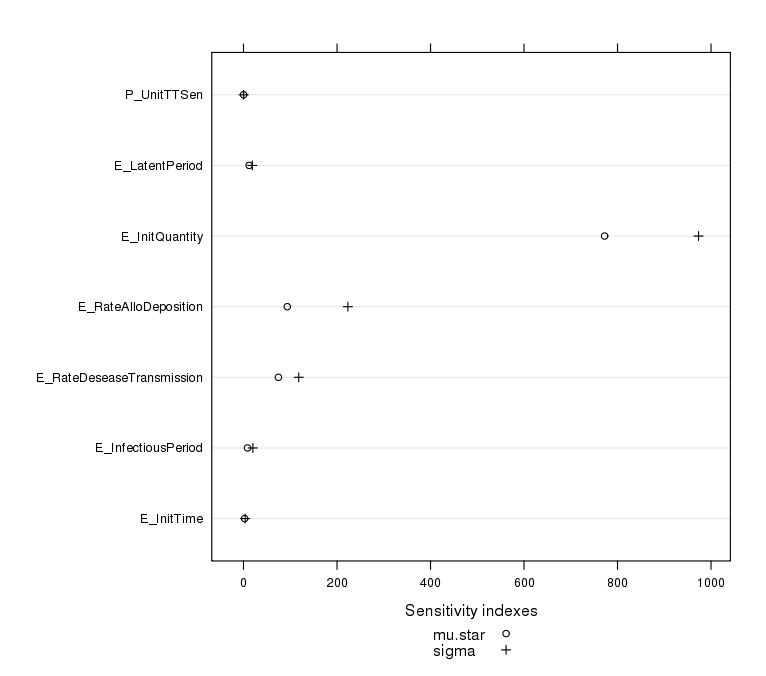 P_UnitTTSen
E_LatentPeriod
E_InitQuantity
E_RateAlloDeposition
E_RateDeseaseTransmission
E_InfectiousPeriod
E_InitTime
0 200 400 600 800 1000
Sensitivity indexes
mu.star
sigma